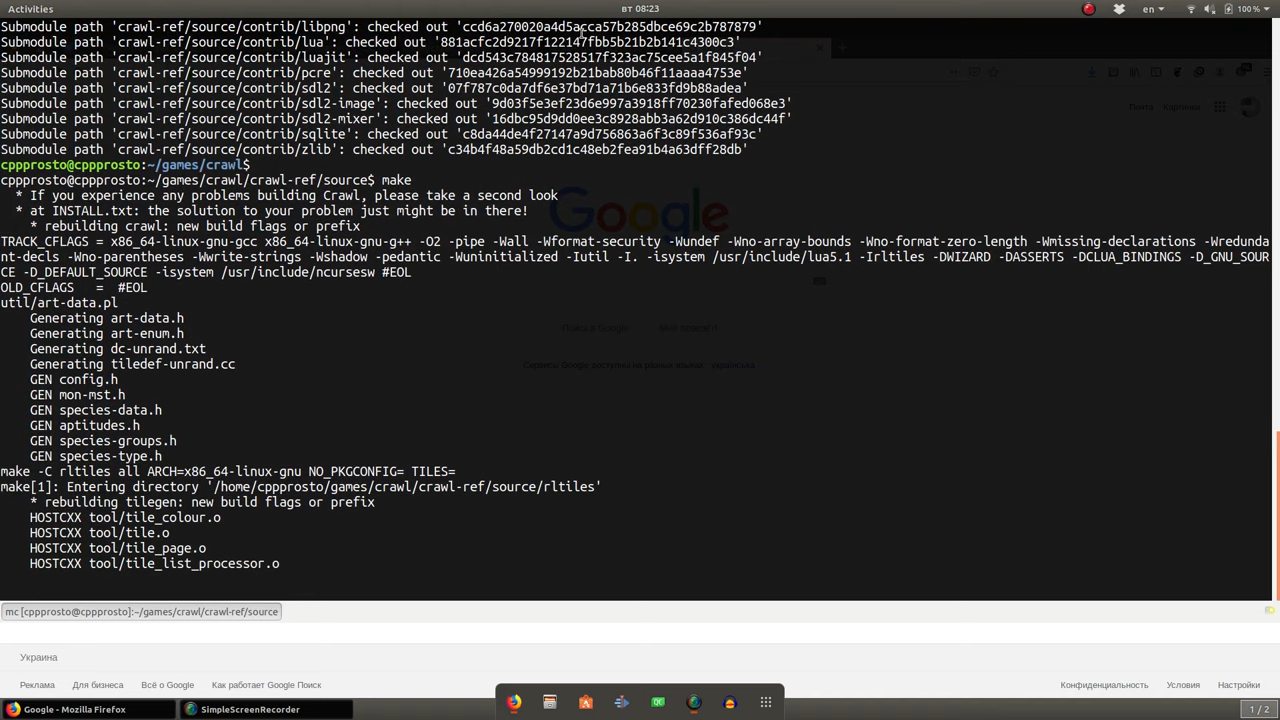 Activities
вт 08:23
en
100 %
Submodule path 'crawl-ref/source/contrib/libpng': checked out 'ccd6a270020a4d5acca57b285dbce69c2b787879'
Submodule path 'crawl-ref/source/contrib/lua': checked out '881acfc2d9217f122147fbb5b21b2b141c4300c3'
Submodule path 'crawl-ref/source/contrib/luajit': checked out 'dcd543c784817528517f323ac75cee5a1f845f04'
Submodule path 'crawl-ref/source/contrib/pcre': checked out '710ea426a54999192b21bab80b46f11aaaa4753e'
Submodule path 'crawl-ref/source/contrib/sdl2': checked out '07f787c0da7df6e37bd71a71b6e833fd9b88adea'
Submodule path 'crawl-ref/source/contrib/sdl2-image': checked out '9d03f5e3ef23d6e997a3918ff70230fafed068e3'
Submodule path 'crawl-ref/source/contrib/sdl2-mixer': checked out '16dbc95d9dd0ee3c8928abb3a62d910c386dc44f'
Submodule path 'crawl-ref/source/contrib/sqlite': checked out 'c8da44de4f27147a9d756863a6f3c89f536af93c'
Submodule path 'crawl-ref/source/contrib/zlib': checked out 'c34b4f48a59db2cd1c48eb2fea91b4a63dff28db'
cppprosto@cppprosto:~/games/crawl$
cppprosto@cppprosto:~/games/crawl/crawl-ref/source$ make
* If you experience any problems building Crawl, please take a second look
* at INSTALL.txt: the solution to your problem just might be in there!
* rebuilding crawl: new build flags or prefix
TRACK_CFLAGS = x86_64-linux-gnu-gcc x86_64-linux-gnu-g++ -O2 -pipe -Wall -Wformat-security -Wundef -Wno-array-bounds -Wno-format-zero-length -Wmissing-declarations -Wredunda
nt-decls -Wno-parentheses -Wwrite-strings -Wshadow -pedantic -Wuninitialized -Iutil -I. -isystem /usr/include/lua5.1 -Irltiles -DWIZARD -DASSERTS -DCLUA_BINDINGS -D_GNU_SOUR
CE -D_DEFAULT_SOURCE -isystem /usr/include/ncursesw #EOL
OLD_CFLAGS   =  #EOL
util/art-data.pl
Generating art-data.h
Generating art-enum.h
Generating dc-unrand.txt
Generating tiledef-unrand.cc
GEN config.h
GEN mon-mst.h
GEN species-data.h
GEN aptitudes.h
GEN species-groups.h
GEN species-type.h
make -C rltiles all ARCH=x86_64-linux-gnu NO_PKGCONFIG= TILES=
make[1]: Entering directory '/home/cppprosto/games/crawl/crawl-ref/source/rltiles'
* rebuilding tilegen: new build flags or prefix
HOSTCXX tool/tile_colour.o
HOSTCXX tool/tile.o
HOSTCXX tool/tile_page.o
HOSTCXX tool/tile_list_processor.o
Почта Картинки
Google
Поиск в Google
Сервисы Google доступны на разных языках: українська
mc [cppprosto@cppprosto]:~/games/crawl/crawl-ref/source
Украина
Реклама Для бизнеса Всё о Google Как работает Google Поиск Конфиденциальность Условия Настройки
Google - Mozilla Firefox
SimpleScreenRecorder
1 / 2